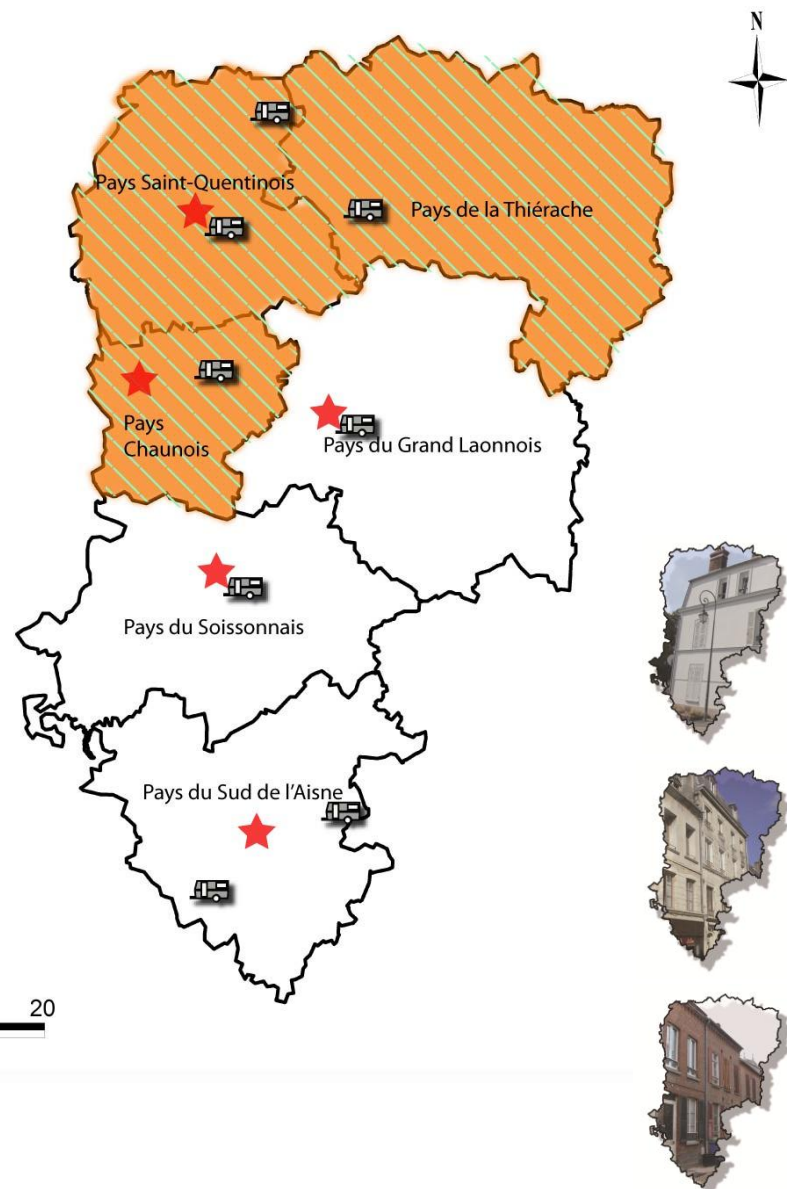 N
Pays Saint-Quentinois
Pays de la Thiérache
Pays
Chaunois
Pays du Grand Laonnois
Pays du Soissonnais
Pays du Sud de l'Aisne
20